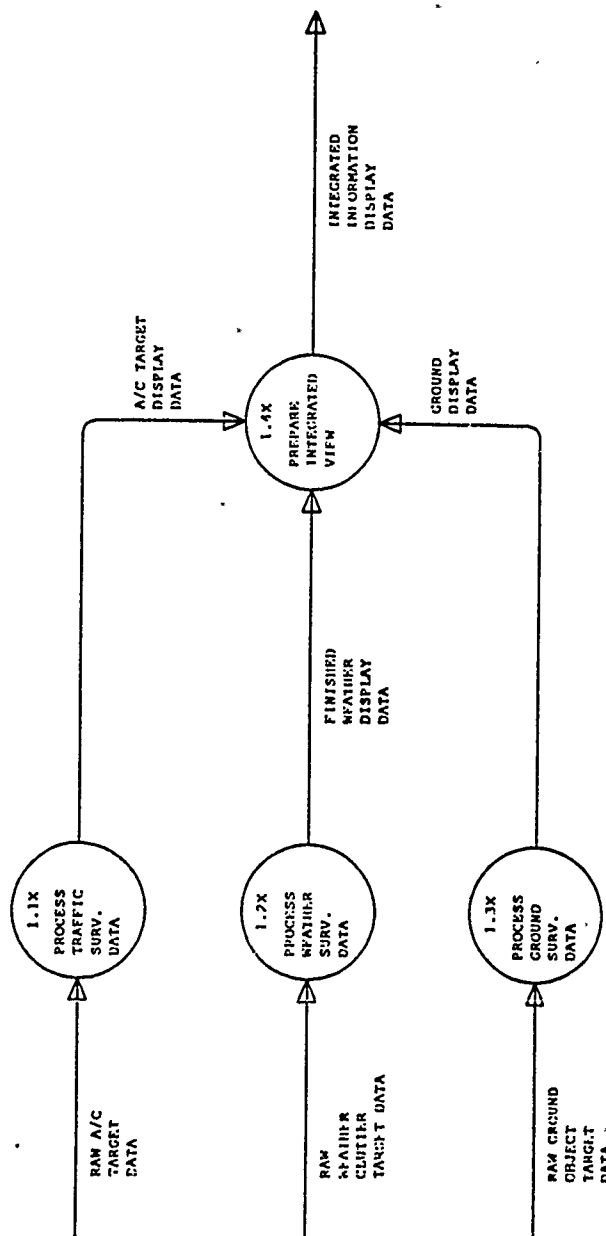 RAW A/C
TARGET
DATA
1.1X
PROCESS
TRAFFIC
SURV.
DATA
A/C TARGET
DISPLAY
DATA
RAW
WEATHER
CLUTTER
TARGET DATA
1.2X
PROCESS
WEATHER
SURV.
DATA
FINISHED
WEATHER
DISPLAY
DATA
1.4X
PREPARE
INTEGRATED
VIEW
INTEGRATED
INFORMATION
DISPLAY
DATA
RAW GROUND
OBJECT
TARGET
DATA
1.3X
PROCESS
GROUND
SURV.
DATA
GROUND
DISPLAY
DATA